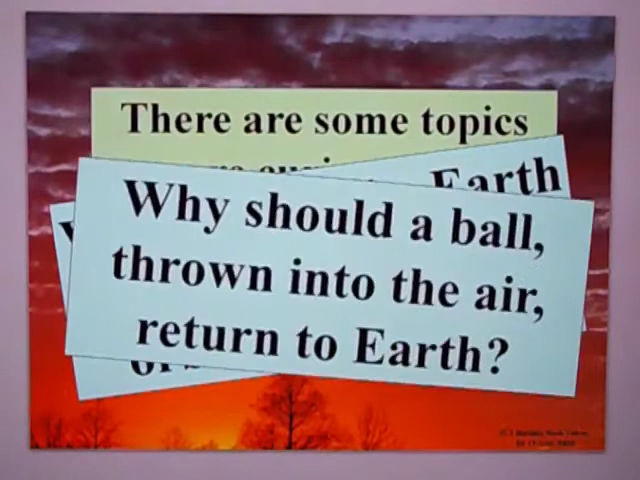 There are some topics
Earth
Why should a ball,
thrown into the air,
return to Earth?